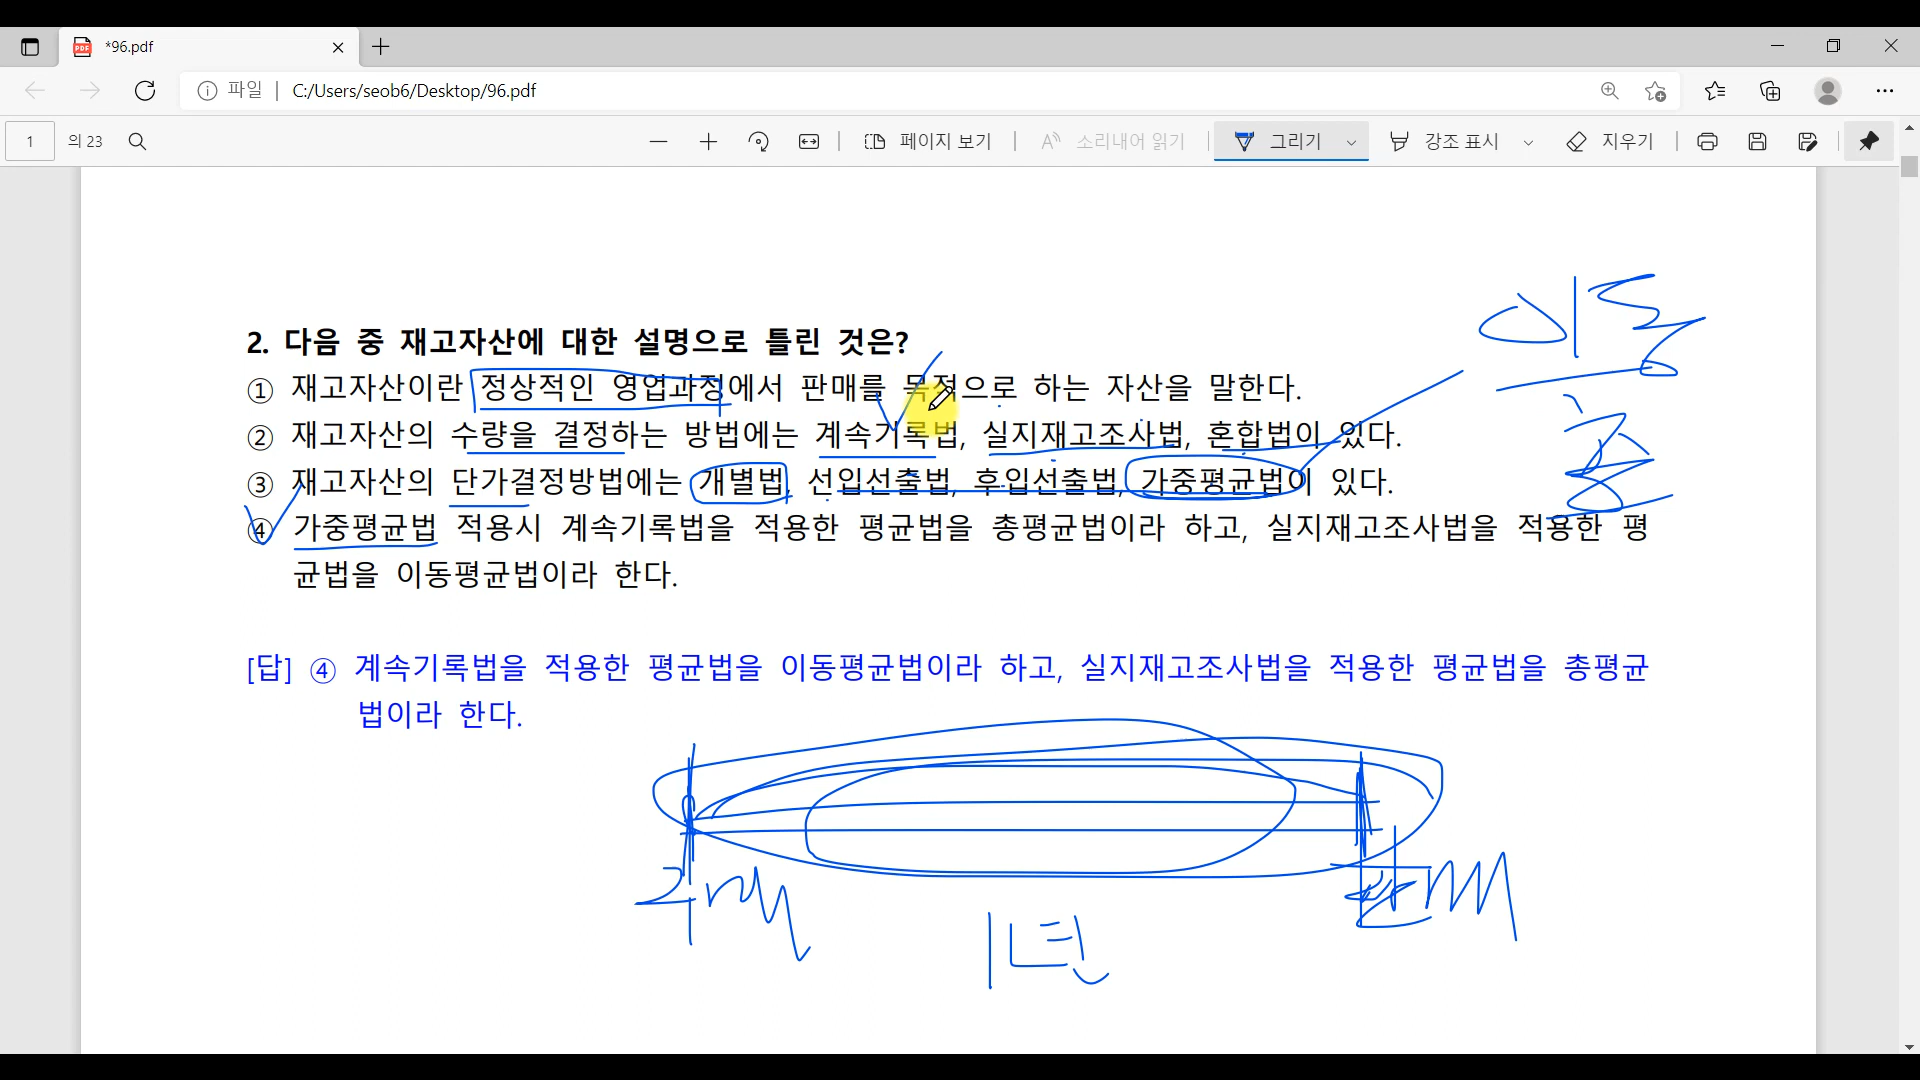 *96.pdf
파일 | C:/Users/seob6/Desktop/96.pdf
1 의 23 페이지 보기 소리내어 읽기 그리기 강조 표시 지우기
이동
총
2. 다음 중 재고자산에 대한 설명으로 틀린 것은?
① 재고자산이란 정상적인 영업과정에서 판매를 목적으로 하는 자산을 말한다.
② 재고자산의 수량을 결정하는 방법에는 계속기록법, 실지재고조사법, 혼합법이 있다.
③ 재고자산의 단가결정방법에는 개별법, 선입선출법, 후입선출법, 가중평균법이 있다.
④ 가중평균법 적용시 계속기록법을 적용한 평균법을 총평균법이라 하고, 실지재고조사법을 적용한 평
균법을 이동평균법이라 한다.
[답] ④ 계속기록법을 적용한 평균법을 이동평균법이라 하고, 실지재고조사법을 적용한 평균법을 총평균
법이라 한다.
1년